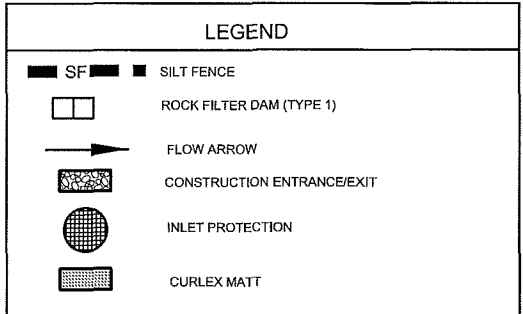 LEGEND
SF SILT FENCE
ROCK FILTER DAM (TYPE 1)
FLOW ARROW
CONSTRUCTION ENTRANCE/EXIT
INLET PROTECTION
CURLEX MATT